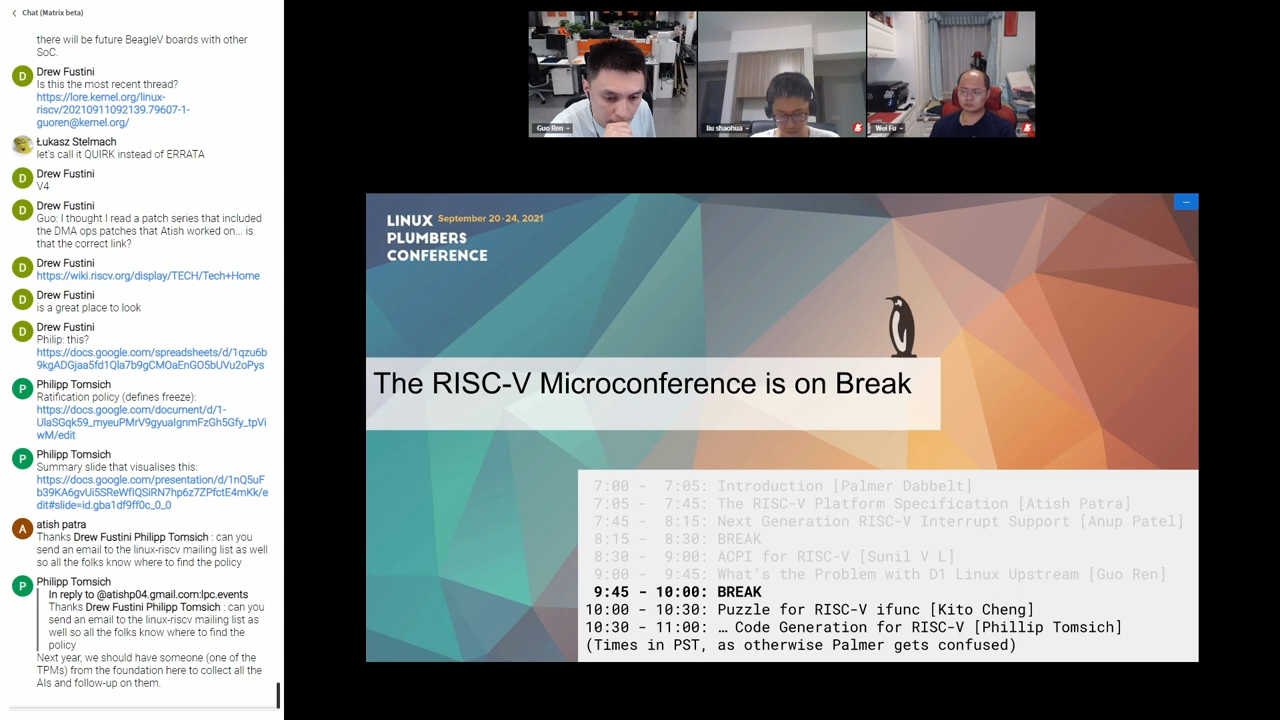 Chat (Matrix beta)
there will be future BeagleV boards with other
SoC.
D
Drew Fustini
Is this the most recent thread?
https://lore.kernel.org/linux-
riscv/20210911092139.79607-1-
guoren@kernel.org/
Łukasz Stelmach
let's call it QUIRK instead of ERRATA
D
Drew Fustini
V4
D
Drew Fustini
Guo: I thought I read a patch series that included
the DMA ops patches that Atish worked on... is
that the correct link?
D
Drew Fustini
https://wiki.riscv.org/display/TECH/Tech+Home
D
Drew Fustini
is a great place to look
D
Drew Fustini
Philip: this?
https://docs.google.com/spreadsheets/d/1qzu6b
9kgADGjaa5fd1Qla7b9gCMOaEnGO5bUVu2oPys
P
Philipp Tomsich
Ratification policy (defines freeze):
https://docs.google.com/document/d/1-
UlaSGqk59_myeuPMrV9gyuaIgnmFzGh5Gfy_tpVi
wM/edit
P
Philipp Tomsich
Summary slide that visualises this:
https://docs.google.com/presentation/d/1nQ5uF
b39KA6gvUi5SReWfIQSiRN7hp6z7ZPfctE4mKk/e
dit#slide=id.gba1df9ff0c_0_0
A
atish patra
Thanks Drew Fustini Philipp Tomsich : can you
send an email to the linux-riscv mailing list as well
so all the folks know where to find the policy
P
Philipp Tomsich
In reply to @atishp04.gmail.com:lpc.events
Thanks Drew Fustini Philipp Tomsich : can you
send an email to the linux-riscv mailing list as
well so all the folks know where to find the
policy
Next year, we should have someone (one of the
TPMs) from the foundation here to collect all the
AIs and follow-up on them.
Guo Ren
liu shaohua
Wei Fu
LINUX September 20-24, 2021
PLUMBERS
CONFERENCE
The RISC-V Microconference is on Break
7:00 - 7:05: Introduction [Palmer Dabbelt]
7:05 - 7:45: The RISC-V Platform Specification [Atish Patra]
7:45 - 8:15: Next Generation RISC-V Interrupt Support [Anup Patel]
8:15 - 8:30: BREAK
8:30 - 9:00: ACPI for RISC-V [Sunil V L]
9:00 - 9:45: What's the Problem with D1 Linux Upstream [Guo Ren]
9:45 - 10:00: BREAK
10:00 - 10:30: Puzzle for RISC-V ifunc [Kito Cheng]
10:30 - 11:00: … Code Generation for RISC-V [Phillip Tomsich]
(Times in PST, as otherwise Palmer gets confused)